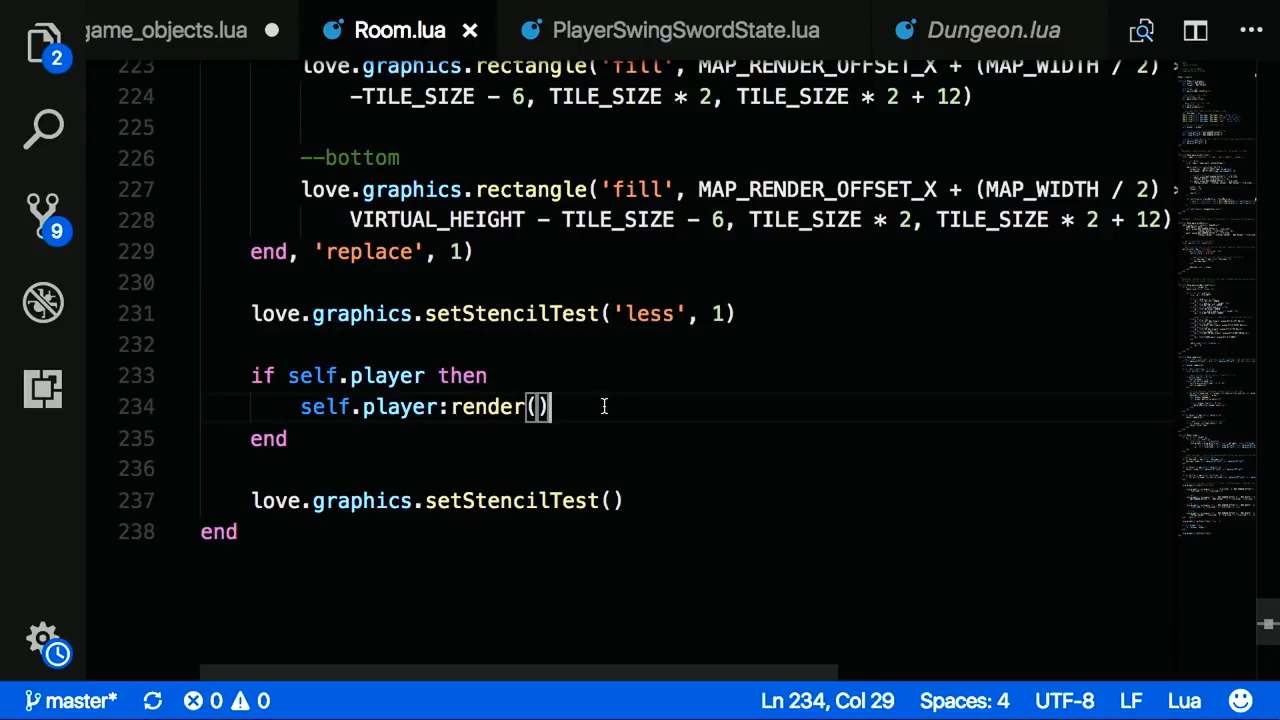 game_objects.lua
Room.lua
PlayerSwingSwordState.lua
Dungeon.lua
2
9
223 love.graphics.rectangle('fill', MAP_RENDER_OFFSET_X + (MAP_WIDTH / 2)
224 -TILE_SIZE - 6, TILE_SIZE * 2, TILE_SIZE * 2 + 12)
225
226 --bottom
227 love.graphics.rectangle('fill', MAP_RENDER_OFFSET_X + (MAP_WIDTH / 2)
228 VIRTUAL_HEIGHT - TILE_SIZE - 6, TILE_SIZE * 2, TILE_SIZE * 2 + 12)
229 end, 'replace', 1)
230
231 love.graphics.setStencilTest('less', 1)
232
233 if self.player then
234 self.player:render()
235 end
236
237 love.graphics.setStencilTest()
238 end
master* 0 0 Ln 234, Col 29 Spaces: 4 UTF-8 LF Lua